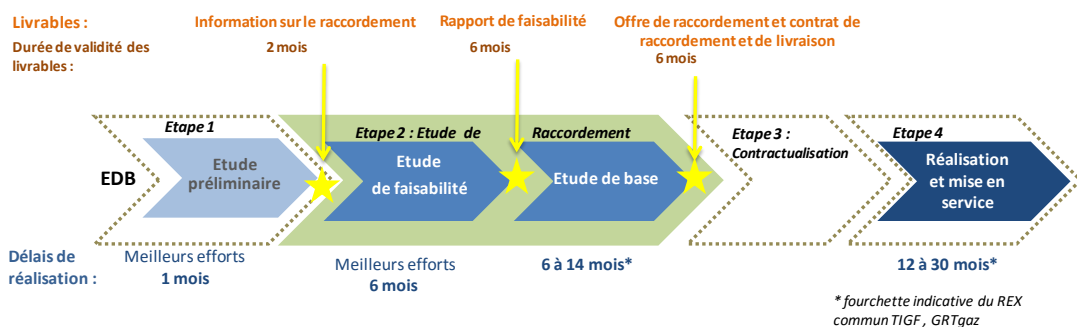 Livrables :
Information sur le raccordement
Rapport de faisabilité
Offre de raccordement et contrat de
raccordement et de livraison
Durée de validité des
livrables :
2 mois
6 mois
6 mois
Etape 1
Etape 2 : Etude de
Raccordement
Etape 3 :
Contractualisation
Etape 4
EDB
Etude
préliminaire
Etude
de faisabilité
Etude de base
Réalisation
et mise en
service
Délais de
réalisation :
Meilleurs efforts
1 mois
Meilleurs efforts
6 mois
6 à 14 mois*
12 à 30 mois*
* fourchette indicative du REX
commun TIGF , GRTgaz